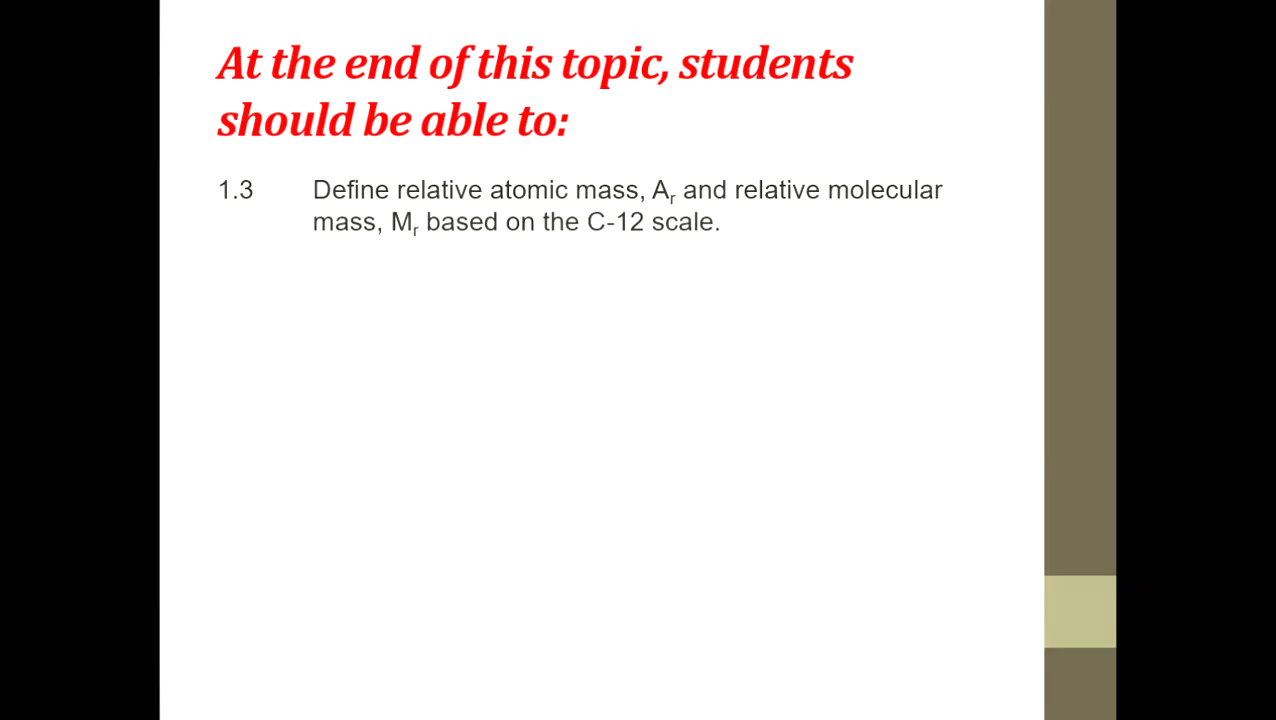 At the end of this topic, students
should be able to:
1.3 Define relative atomic mass, Ar and relative molecular
mass, Mr based on the C-12 scale.